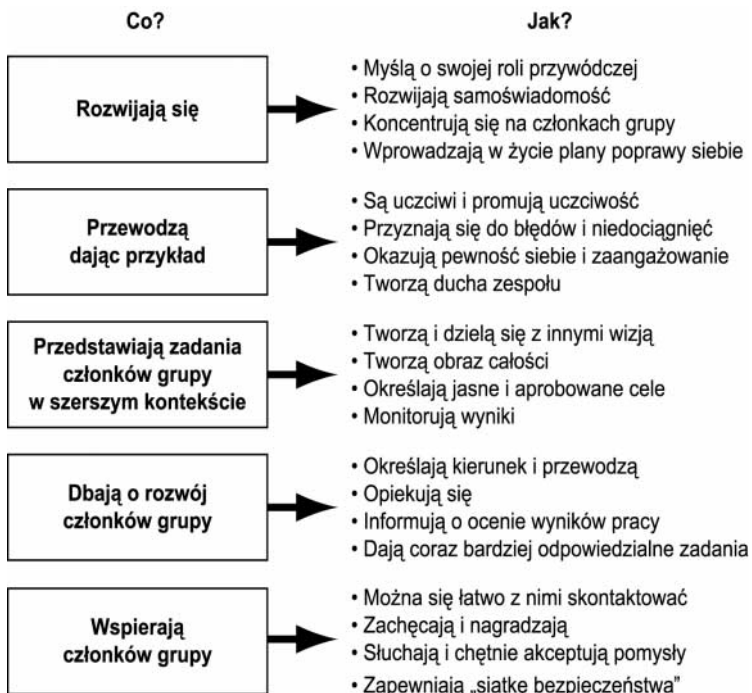 Co?
Jak?
Rozwijają się
• Myślą o swojej roli przywódczej
• Rozwijają samoświadomość
• Koncentrują się na członkach grupy
• Wprowadzają w życie plany poprawy siebie
Przewodzą
dając przykład
• Są uczciwi i promują uczciwość
• Przyznają się do błędów i niedociągnięć
• Okazują pewność siebie i zaangażowanie
• Tworzą ducha zespołu
Przedstawiają zadania
członków grupy
w szerszym kontekście
• Tworzą i dzielą się z innymi wizją
• Tworzą obraz całości
• Określają jasne i aprobowane cele
• Monitorują wyniki
Dbają o rozwój
członków grupy
• Określają kierunek i przewodzą
• Opiekują się
• Informują o ocenie wyników pracy
• Dają coraz bardziej odpowiedzialne zadania
Wspierają
członków grupy
• Można się łatwo z nimi skontaktować
• Zachęcają i nagradzają
• Słuchają i chętnie akceptują pomysły
• Zapewniają „siatkę bezpieczeństwa”